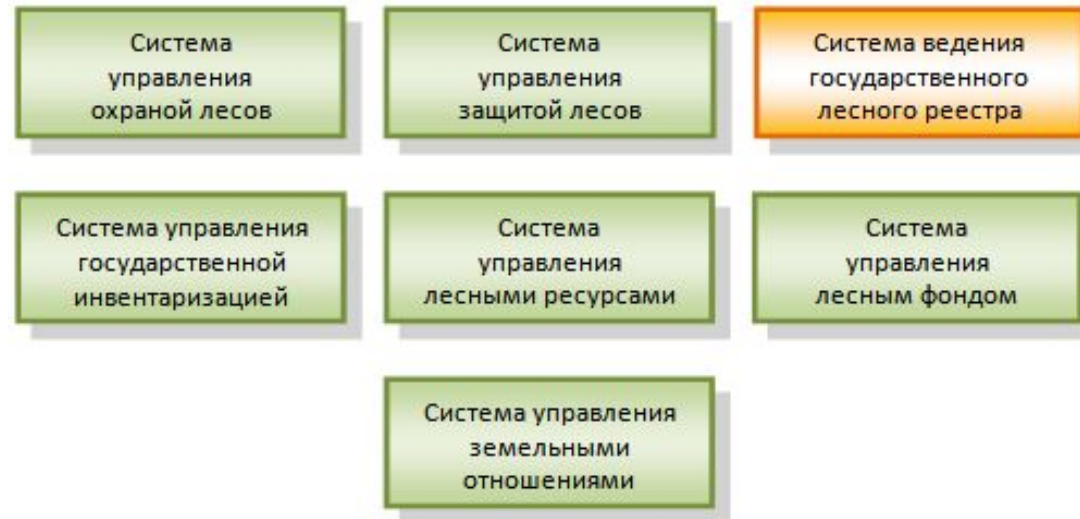 Система
управления
охраной лесов
Система
управления
защитой лесов
Система ведения
государственного
лесного реестра
Система управления
государственной
инвентаризацией
Система
управления
лесными ресурсами
Система
управления
лесным фондом
Система управления
земельными
отношениями